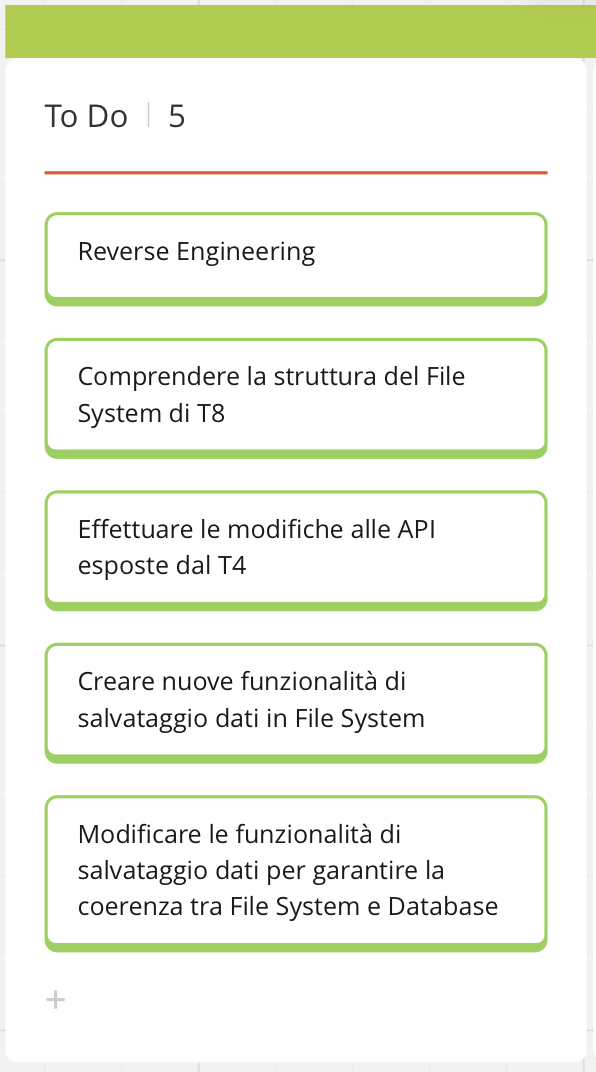 To Do | 5
Reverse Engineering
Comprendere la struttura del File
System di T8
Effettuare le modifiche alle API
esposte dal T4
Creare nuove funzionalità di
salvataggio dati in File System
Modificare le funzionalità di
salvataggio dati per garantire la
coerenza tra File System e Database
+